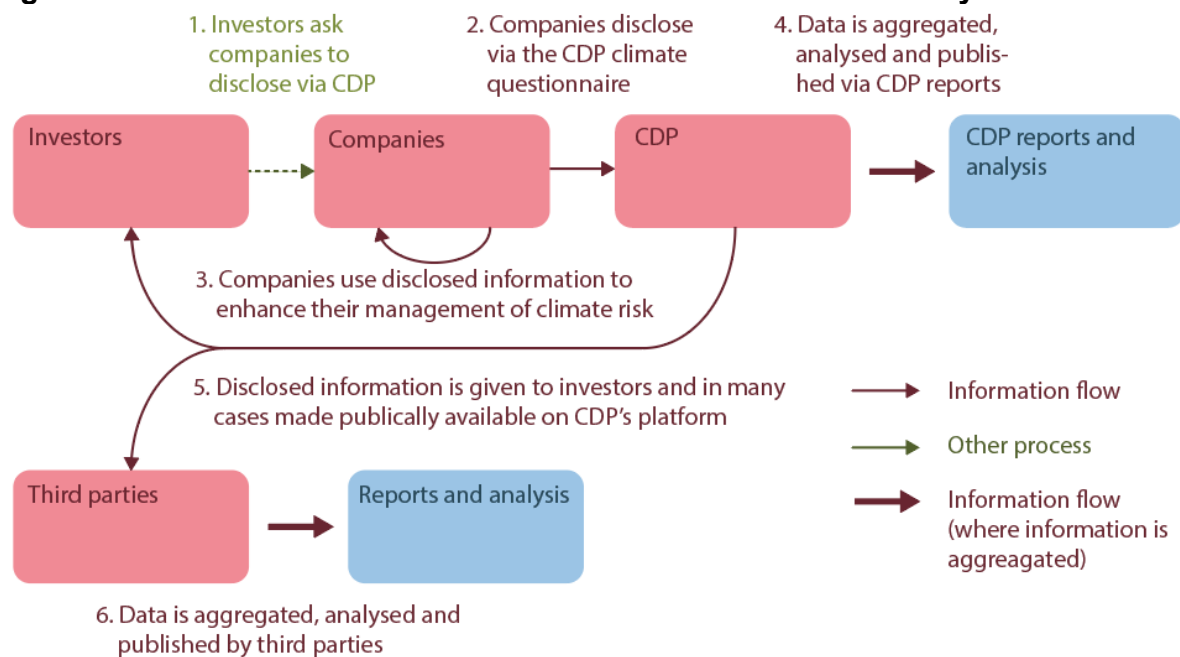 1. Investors ask
companies to
disclose via CDP
2. Companies disclose
via the CDP climate
questionnaire
4. Data is aggregated,
analysed and publis-
hed via CDP reports
Investors
Companies
CDP
CDP reports and
analysis
3. Companies use disclosed information to
enhance their management of climate risk
5. Disclosed information is given to investors and in many
cases made publically available on CDP's platform
Information flow
Other process
Information flow
(where information is
aggreagated)
Third parties
Reports and analysis
6. Data is aggregated, analysed and
published by third parties